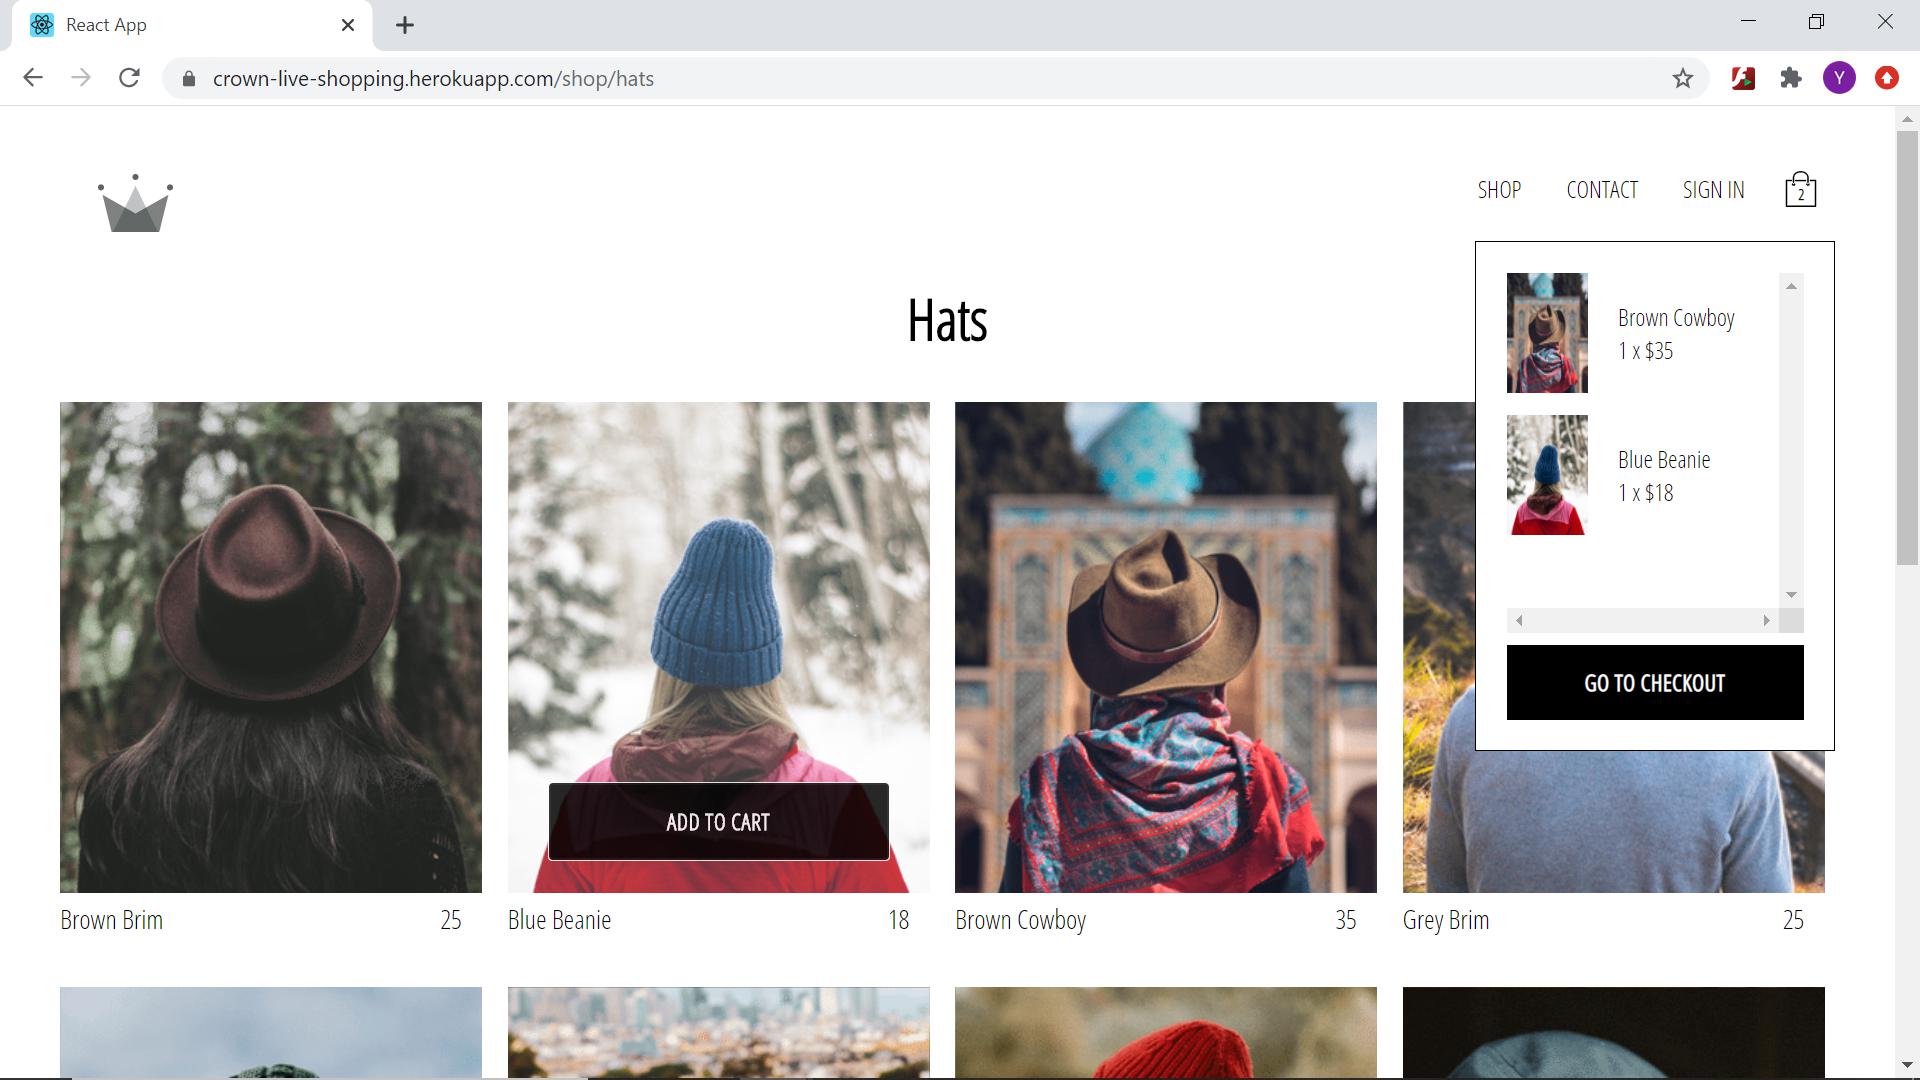 React App
crown-live-shopping.herokuapp.com/shop/hats
Y
SHOP
CONTACT
SIGN IN
2
Hats
Brown Cowboy
1 x $35
Blue Beanie
1 x $18
GO TO CHECKOUT
ADD TO CART
Brown Brim 25
Blue Beanie 18
Brown Cowboy 35
Grey Brim 25